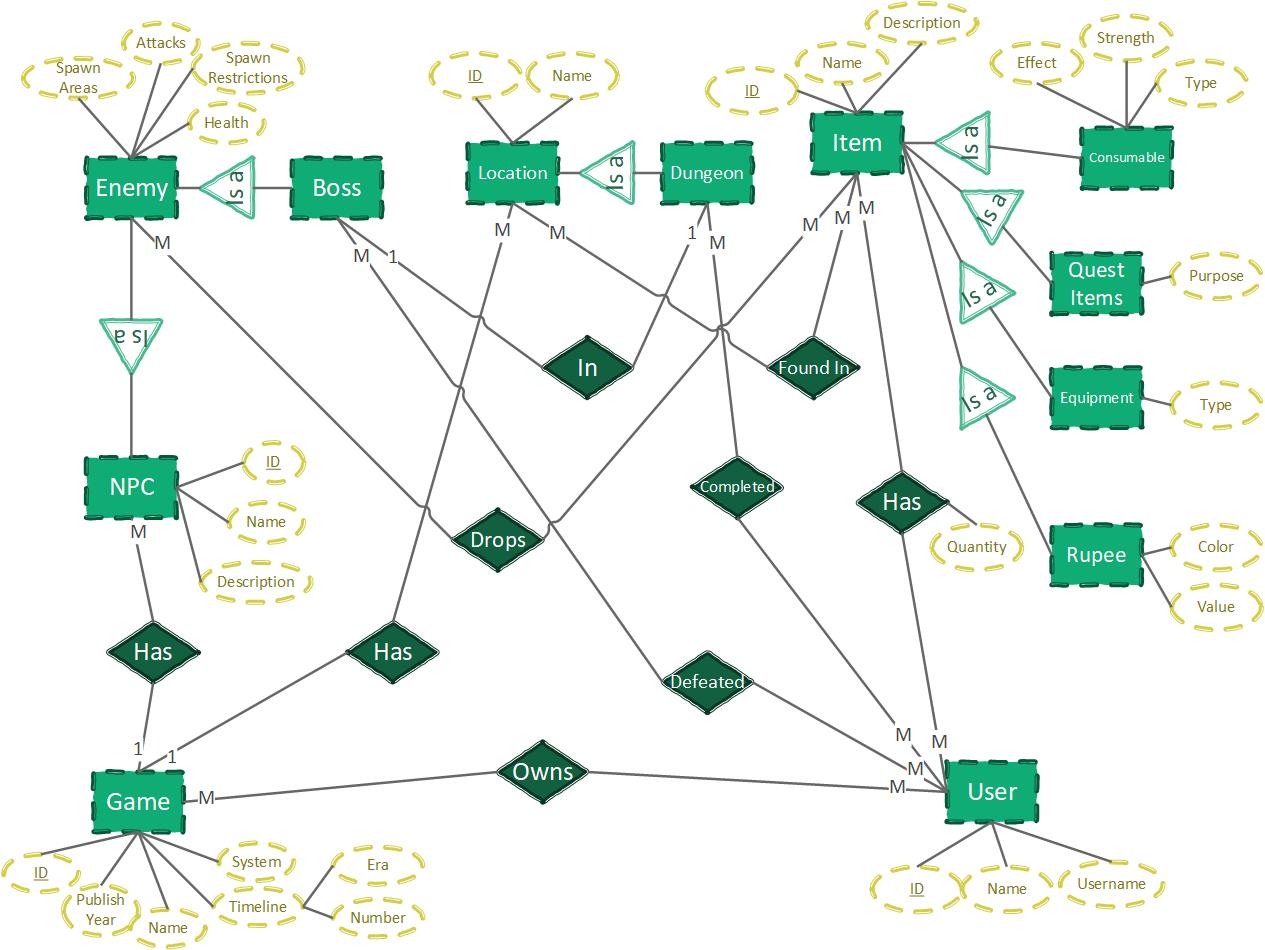 Description
Attacks
Strength
Spawn
Restrictions
Name
Effect
Spawn
Areas
ID
Name
ID
Type
Health
Item
Is a
Consumable
Enemy
Is a
Boss
Location
Is a
Dungeon
M
M
M
Is a
M
M
M
1
M
M
1
Quest
Items
Purpose
Is a
Is a
In
Found In
Is a
Equipment
Type
NPC
ID
Completed
Has
Name
M
Drops
Quantity
Rupee
Color
Description
Value
Has
Has
Defeated
1
1
M
M
M
Owns
M
M
Game
User
System
Era
ID
Publish
Year
Name
Timeline
Number
ID
Name
Username